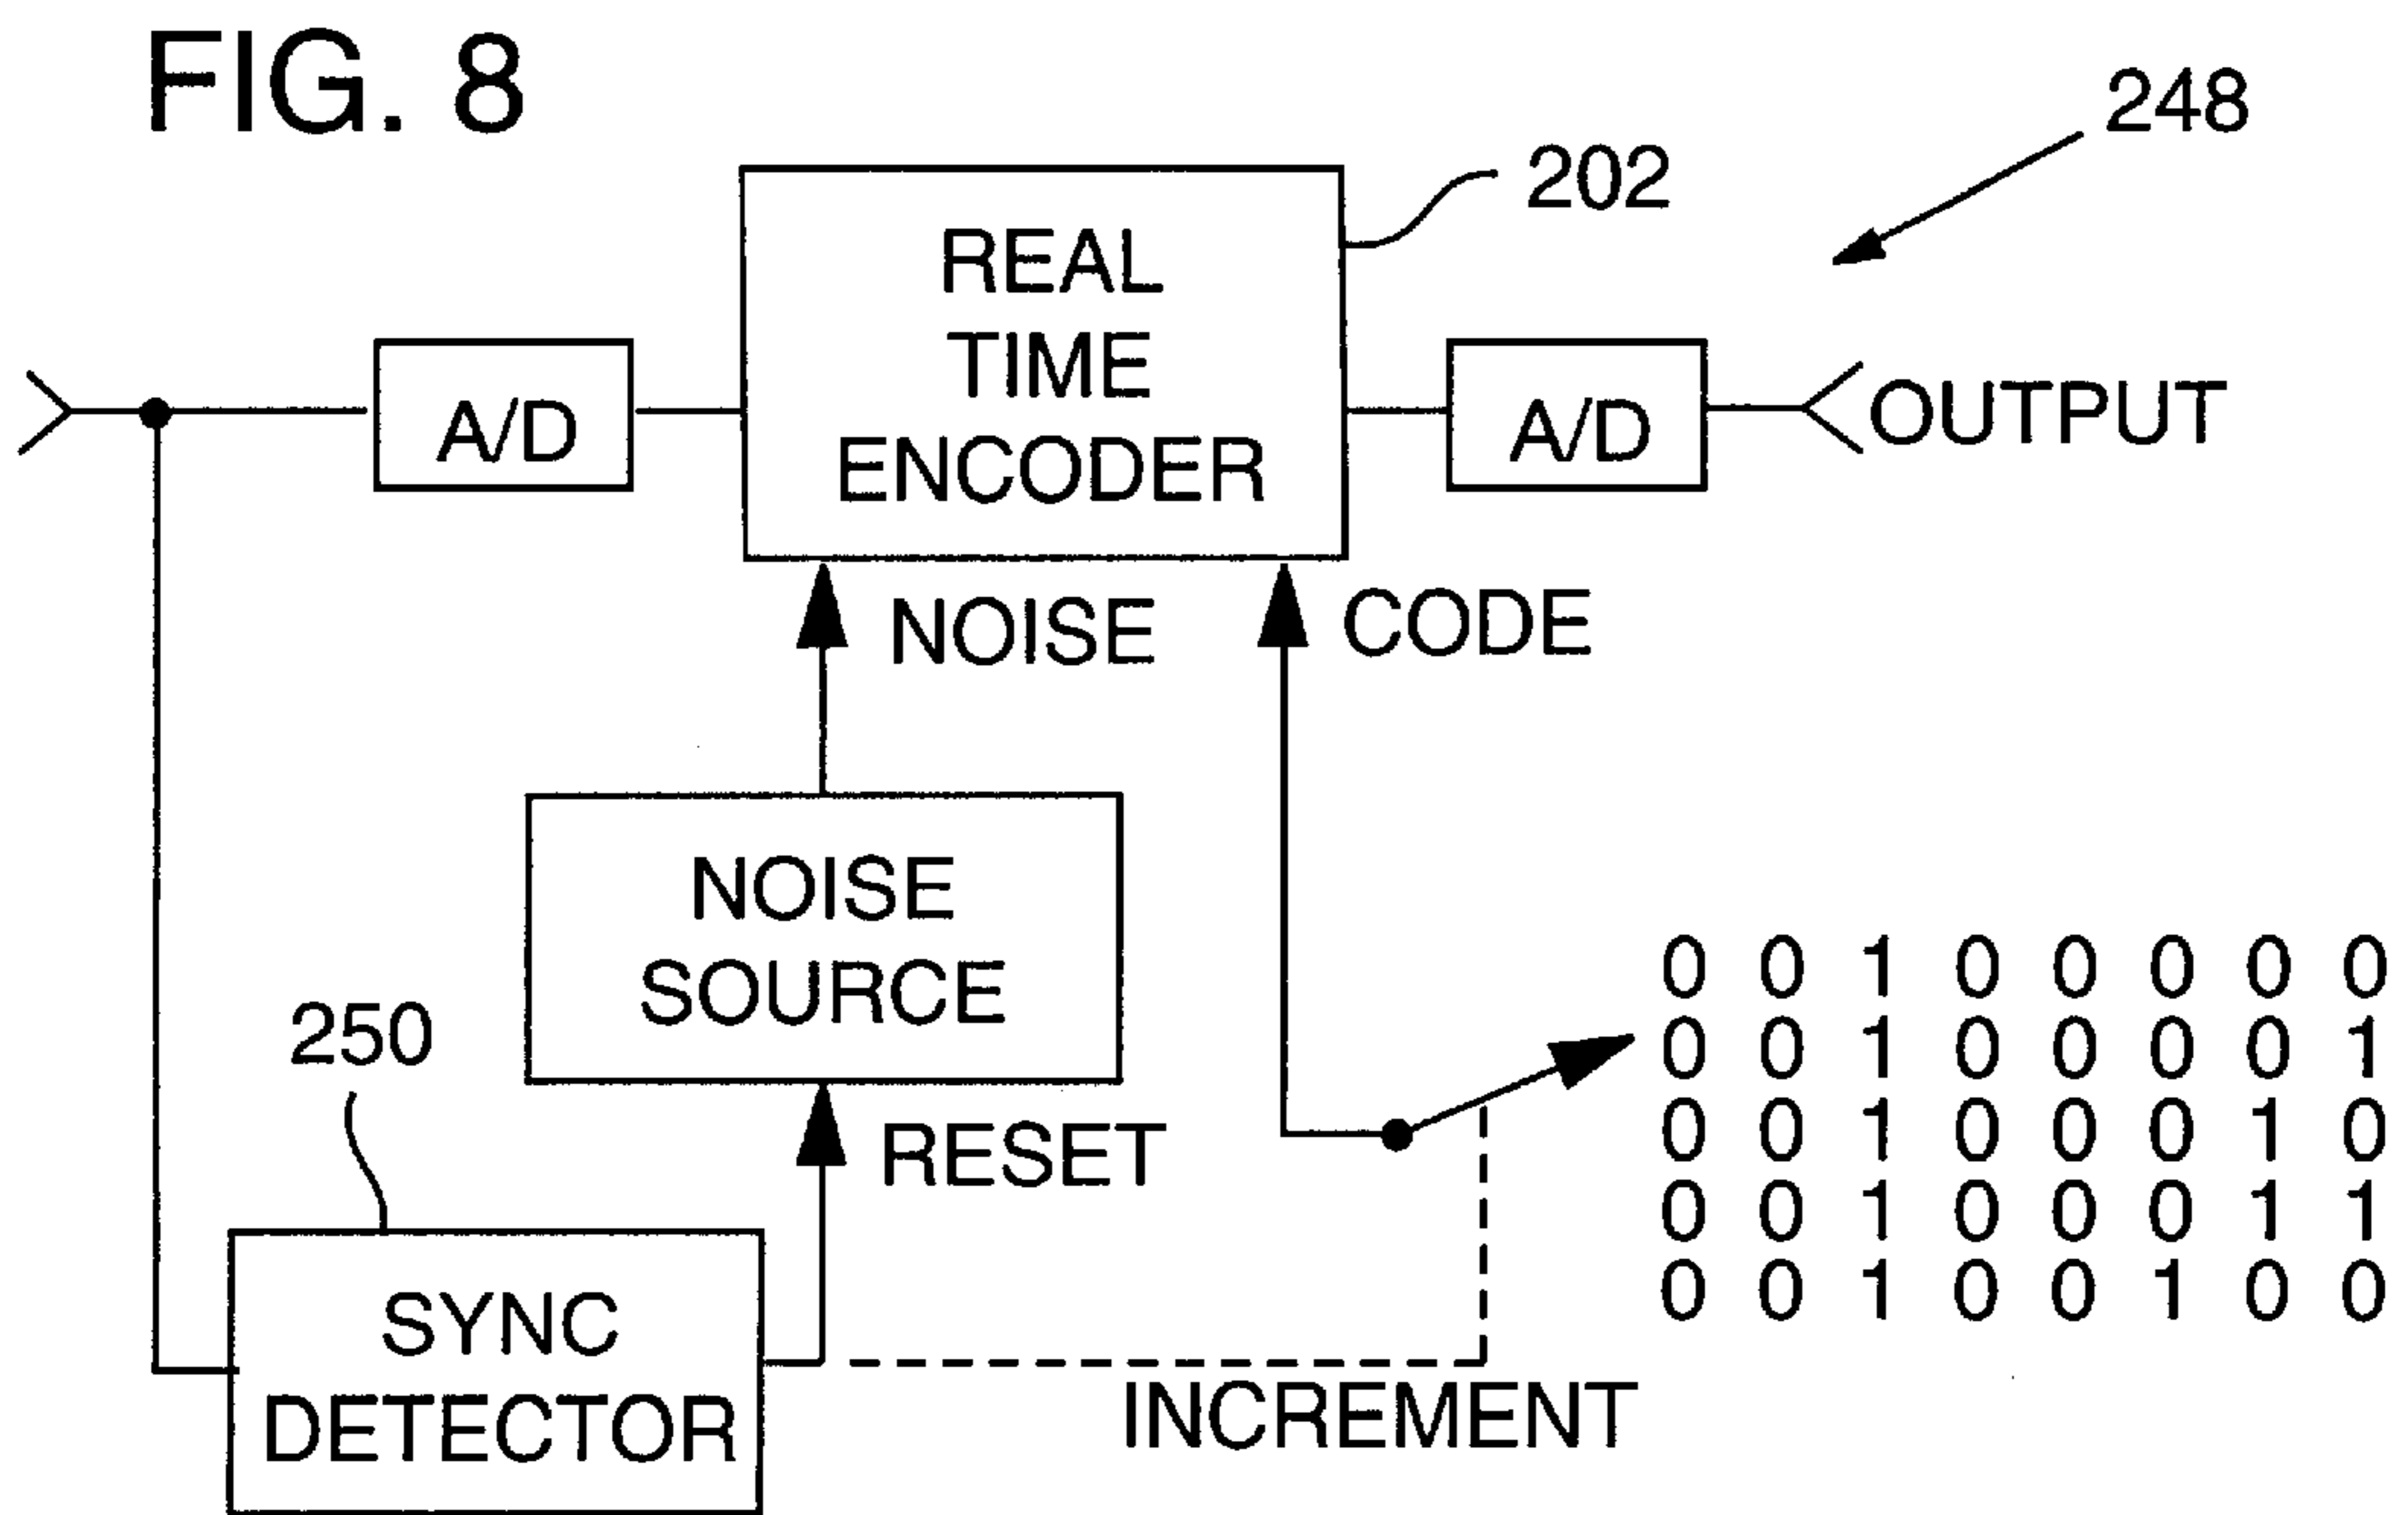 FIG. 8
248
202
REAL
TIME
ENCODER
A/D
A/D
OUTPUT
NOISE
CODE
NOISE
SOURCE
250
RESET
0 0 1 0 0 0 0 0
0 0 1 0 0 0 0 1
0 0 1 0 0 0 1 0
0 0 1 0 0 0 1 1
0 0 1 0 0 1 0 0
SYNC
DETECTOR
INCREMENT